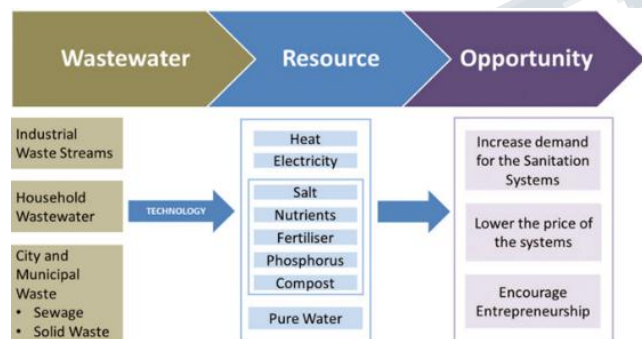 Wastewater
Resource
Opportunity
Industrial
Waste Streams
Household
Wastewater
City and
Municipal
Waste
• Sewage
• Solid Waste
TECHNOLOGY
Heat
Electricity
Salt
Nutrients
Fertiliser
Phosphorus
Compost
Pure Water
Increase demand
for the Sanitation
Systems
Lower the price of
the systems
Encourage
Entrepreneurship